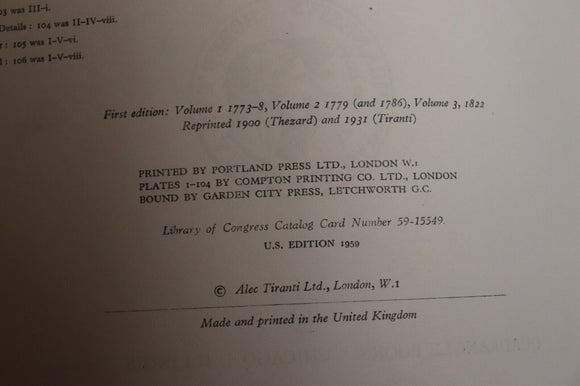 03 was III-i.
Details: 104 was II-IV-viii.
: 105 was I-V-vi.
: 106 was I-V-viii.
First edition: Volume 1 1773-8, Volume 2 1779 (and 1786), Volume 3, 1822
Reprinted 1900 (Thezard) and 1931 (Tiranti)
PRINTED BY PORTLAND PRESS LTD., LONDON W.1
PLATES 1-104 BY COMPTON PRINTING CO. LTD., LONDON
BOUND BY GARDEN CITY PRESS, LETCHWORTH G.C.
Library of Congress Catalog Card Number 59-15549.
U.S. EDITION 1959
© Alec Tiranti Ltd., London, W.1
Made and printed in the United Kingdom